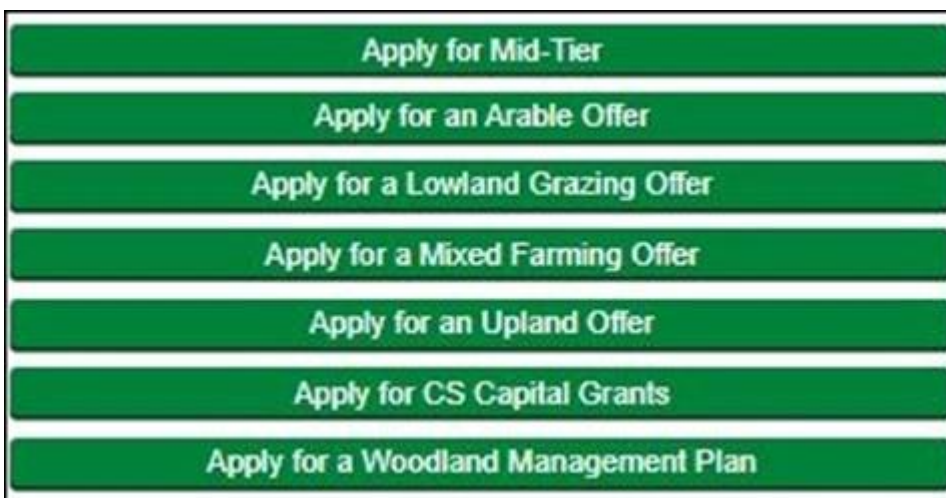 Apply for Mid-Tier
Apply for an Arable Offer
Apply for a Lowland Grazing Offer
Apply for a Mixed Farming Offer
Apply for an Upland Offer
Apply for CS Capital Grants
Apply for a Woodland Management Plan